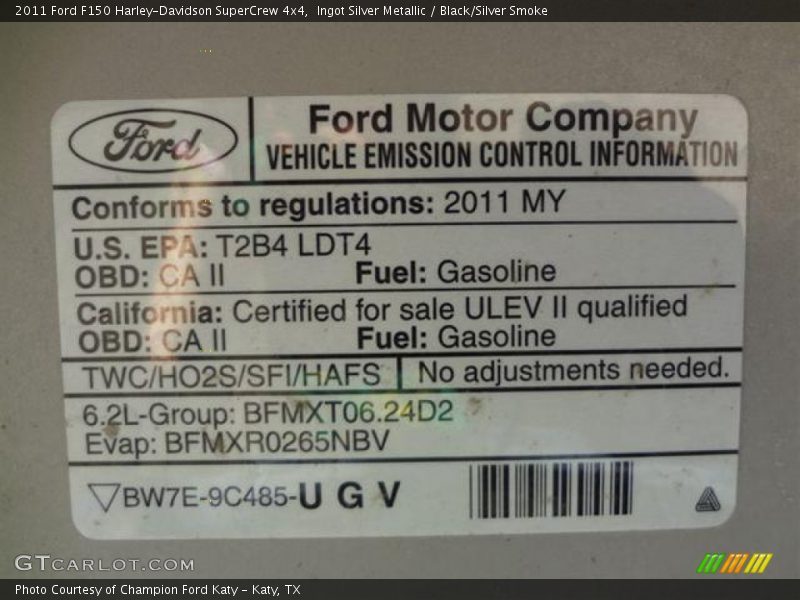 2011 Ford F150 Harley-Davidson SuperCrew 4x4, Ingot Silver Metallic / Black/Silver Smoke
Ford
Ford Motor Company
VEHICLE EMISSION CONTROL INFORMATION
Conforms to regulations: 2011 MY
U.S. EPA: T2B4 LDT4
OBD: CA II Fuel: Gasoline
California: Certified for sale ULEV II qualified
OBD: CA II Fuel: Gasoline
TWC/HO2S/SFI/HAFS No adjustments needed.
6.2L-Group: BFMXT06.24D2
Evap: BFMXR0265NBV
BW7E-9C485-U G V
GTCARLOT.COM
Photo Courtesy of Champion Ford Katy - Katy, TX